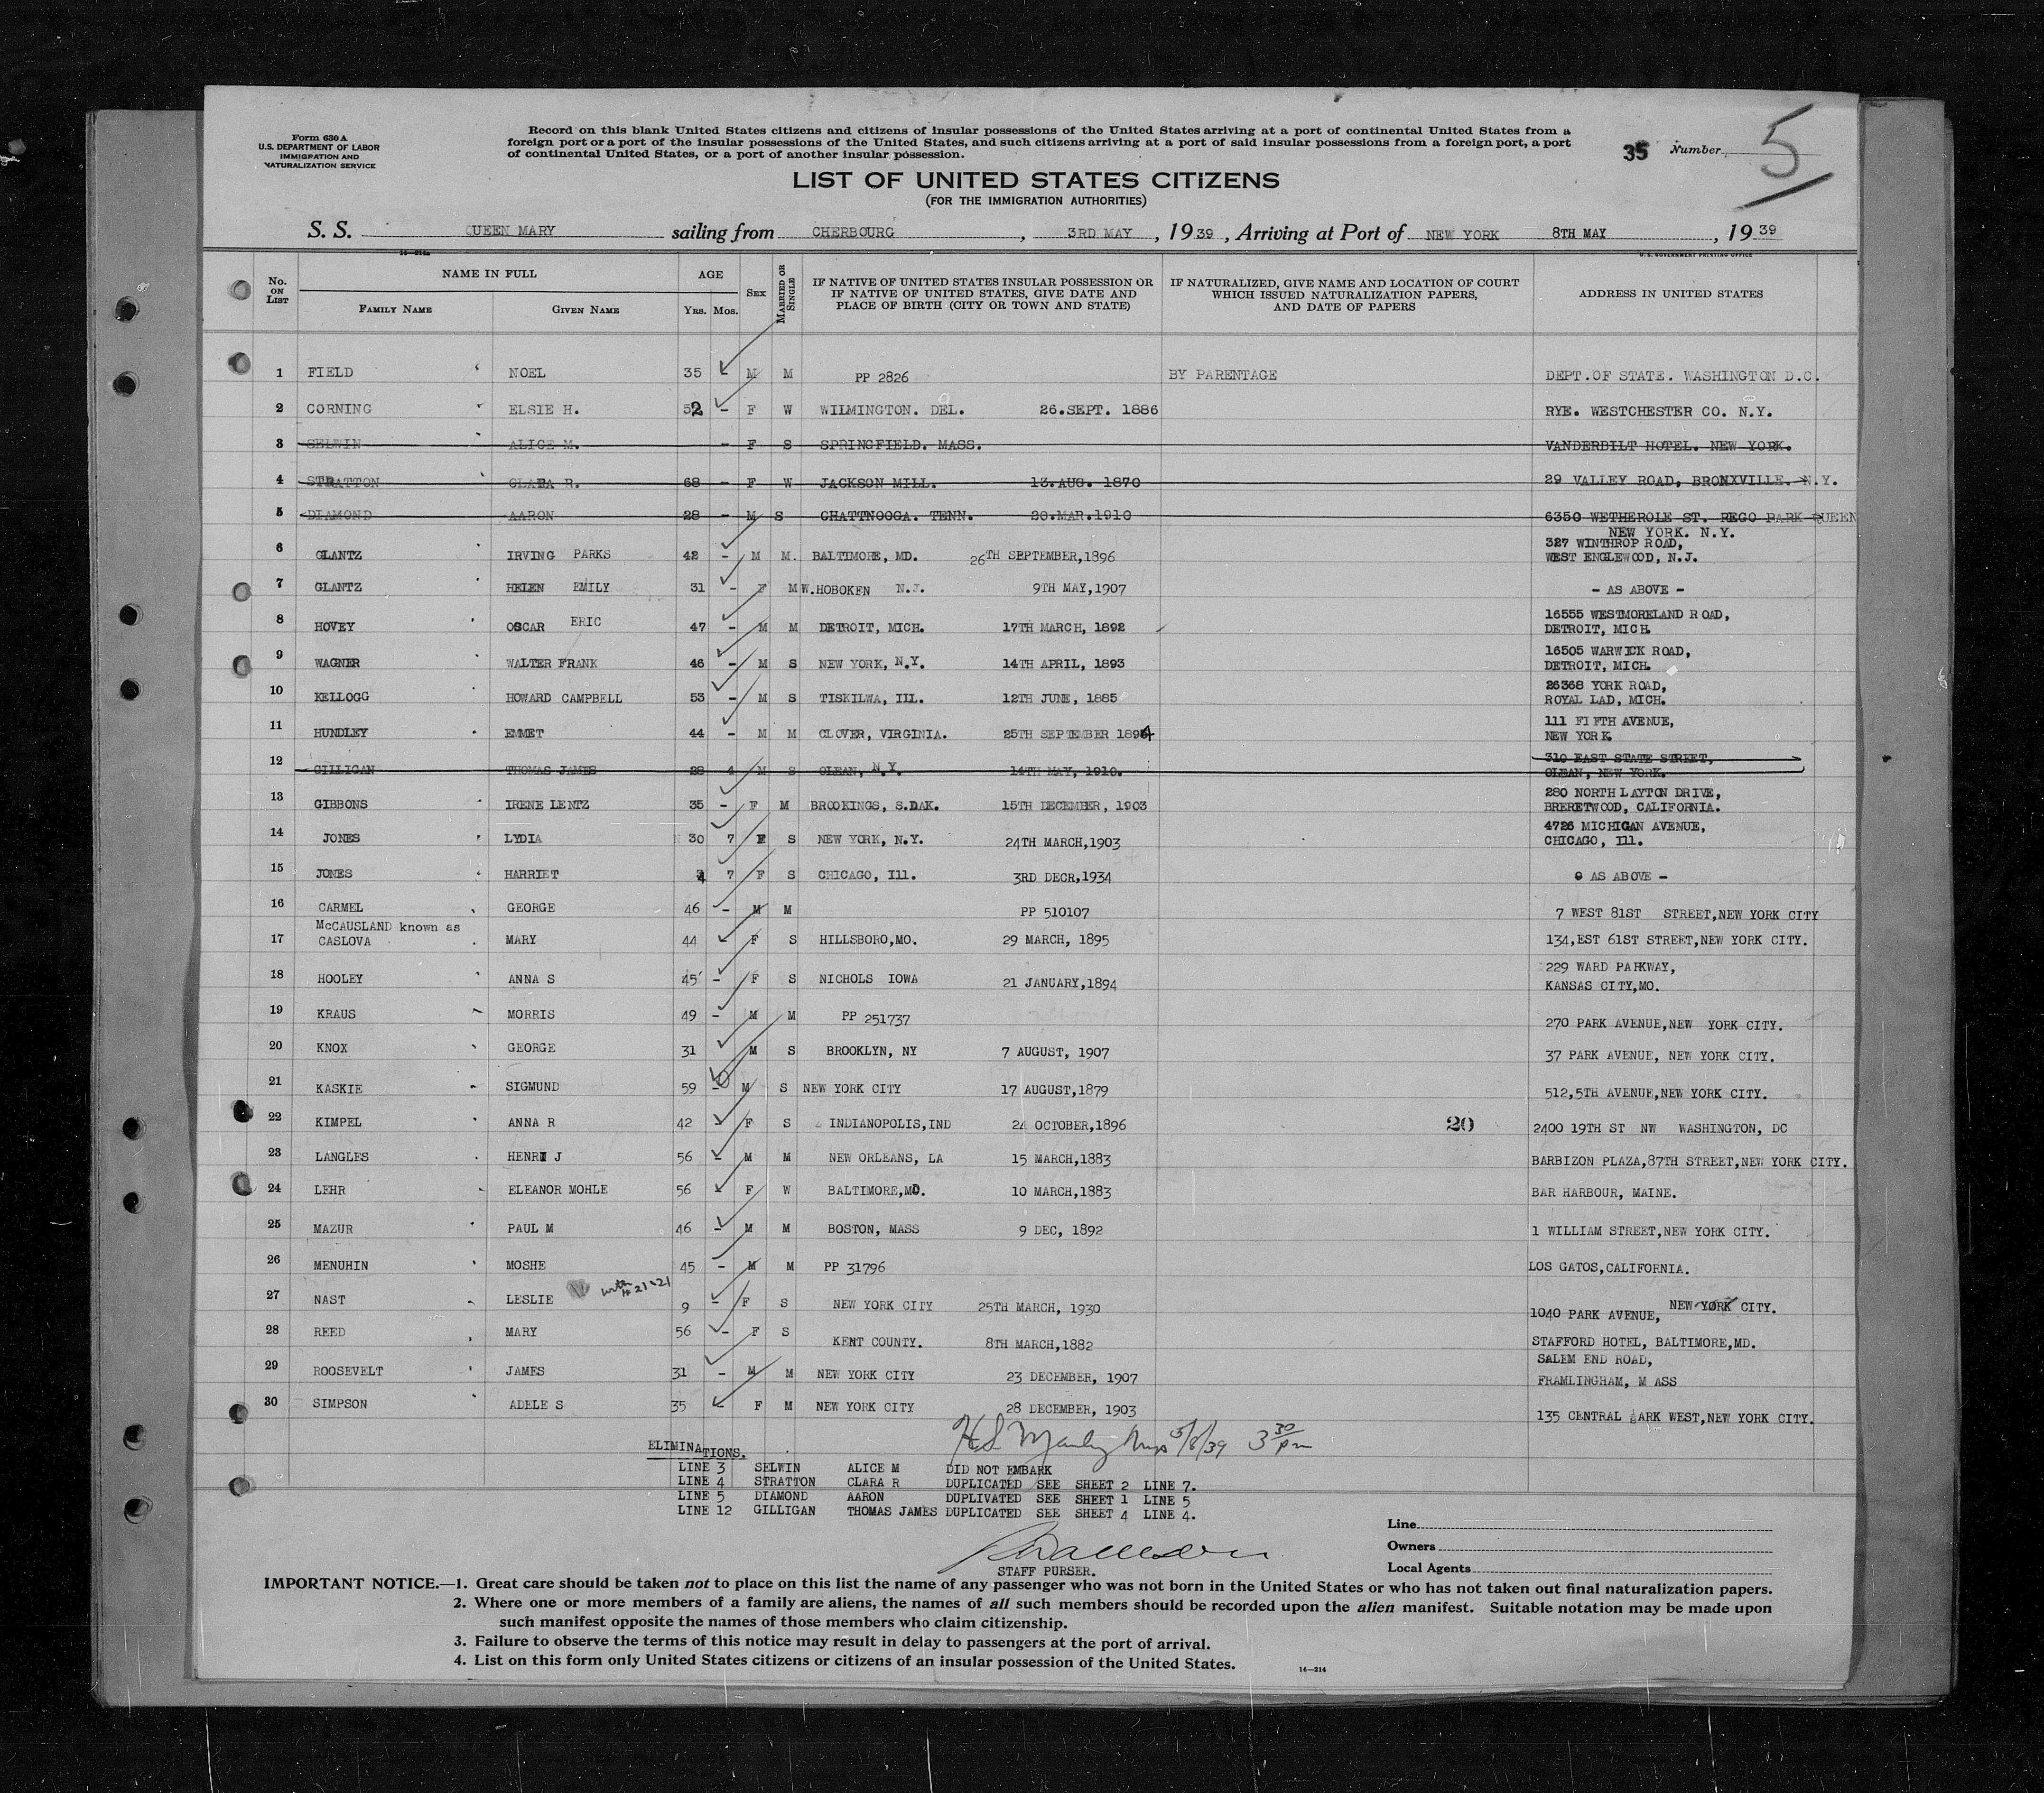 Form 630 A
U.S. DEPARTMENT OF LABOR
IMMIGRATION AND
NATURALIZATION SERVICE
Record on this blank United States citizens and citizens of insular possessions of the United States arriving at a port of continental United States from a
foreign port or a port of the insular possessions of the United States, and such citizens arriving at a port of said insular possessions from a foreign port, a port
of continental United States, or a port of another insular possession.
35 Number 5
LIST OF UNITED STATES CITIZENS
(FOR THE IMMIGRATION AUTHORITIES)
S. S. QUEEN MARY sailing from CHERBOURG, 3RD MAY, 1939, Arriving at Port of NEW YORK 8TH MAY, 1939
14—214a
U.S. GOVERNMENT PRINTING OFFICE
No. ON LIST
NAME IN FULL
FAMILY NAME
GIVEN NAME
AGE
YRS. MOS.
SEX
MARRIED OR SINGLE
IF NATIVE OF UNITED STATES INSULAR POSSESSION OR
IF NATIVE OF UNITED STATES, GIVE DATE AND
PLACE OF BIRTH (CITY OR TOWN AND STATE)
IF NATURALIZED, GIVE NAME AND LOCATION OF COURT
WHICH ISSUED NATURALIZATION PAPERS,
AND DATE OF PAPERS
ADDRESS IN UNITED STATES
1 FIELD NOEL 35 M M PP 2826 BY PARENTAGE DEPT.OF STATE. WASHINGTON D.C.
2 CORNING ELSIE H. 52 - F W WILMINGTON. DEL. 26.SEPT. 1886 RYE. WESTCHESTER CO. N.Y.
3 SELWIN ALICE M. - F S SPRINGFIELD. MASS. VANDERBILT HOTEL. NEW YORK.
4 STRATTON CLARA R. 68 - F W JACKSON MILL. 13.AUG. 1870 29 VALLEY ROAD, BRONXVILLE. N.Y.
5 DIAMOND AARON 28 - M S CHATTNOOGA. TENN. 20.MAR.1910 6350 WETHEROLE ST. REGO PARK QUEEN
NEW YORK. N.Y.
6 GLANTZ IRVING PARKS 42 - M M. BALTIMORE, MD. 26TH SEPTEMBER,1896 327 WINTHROP ROAD,
WEST ENGLEWOOD, N.J.
7 GLANTZ HELEN EMILY 31 - F M W.HOBOKEN N.J. 9TH MAY,1907 - AS ABOVE -
8 HOVEY OSCAR ERIC 47 - M M DETROIT, MICH. 17TH MARCH, 1892 16555 WESTMORELAND ROAD,
DETROIT, MICH.
9 WAGNER WALTER FRANK 46 - M S NEW YORK, N.Y. 14TH APRIL, 1893 16505 WARWICK ROAD,
DETROIT, MICH.
10 KELLOGG HOWARD CAMPBELL 53 - M S TISKILWA, ILL. 12TH JUNE, 1885 26368 YORK ROAD,
ROYAL LAD, MICH.
11 HUNDLEY EMMET 44 - M M CLOVER, VIRGINIA. 25TH SEPTEMBER 1894 111 FIFTH AVENUE,
NEW YORK.
12 GILLIGAN THOMAS JAMES 28 4 M S OLEAN, N.Y. 14TH MAY, 1910. 310 EAST STATE STREET,
OLEAN, NEW YORK.
13 GIBBONS IRENE LENTZ 35 - F M BROOKINGS, S.DAK. 15TH DECEMBER, 1903 280 NORTH LAYTON DRIVE,
BRERETWOOD, CALIFORNIA.
14 JONES LYDIA 30 7 F S NEW YORK, N.Y. 24TH MARCH,1903 4726 MICHIGAN AVENUE,
CHICAGO, Ill.
15 JONES HARRIET 4 7 F S CHICAGO, Ill. 3RD DECR,1934 AS ABOVE -
16 CARMEL GEORGE 46 - M M PP 510107 7 WEST 81ST STREET,NEW YORK CITY
McCAUSLAND known as
17 CASLOVA MARY 44 - F S HILLSBORO,MO. 29 MARCH, 1895 134,EST 61ST STREET,NEW YORK CITY.
18 HOOLEY ANNA S 45 - F S NICHOLS IOWA 21 JANUARY,1894 229 WARD PARKWAY,
KANSAS CITY,MO.
19 KRAUS MORRIS 49 - M M PP 251737 270 PARK AVENUE,NEW YORK CITY.
20 KNOX GEORGE 31 M S BROOKLYN, NY 7 AUGUST, 1907 37 PARK AVENUE, NEW YORK CITY.
21 KASKIE SIGMUND 59 - M S NEW YORK CITY 17 AUGUST,1879 512,5TH AVENUE,NEW YORK CITY.
22 KIMPEL ANNA R 42 F S INDIANOPOLIS,IND 24 OCTOBER,1896 20 2400 19TH ST NW WASHINGTON, DC
23 LANGLES HENRI J 56 - M M NEW ORLEANS, LA 15 MARCH,1883 BARBIZON PLAZA,87TH STREET,NEW YORK CITY.
24 LEHR ELEANOR MOHLE 56 F W BALTIMORE,MD. 10 MARCH,1883 BAR HARBOUR, MAINE.
25 MAZUR PAUL M 46 - M M BOSTON, MASS 9 DEC, 1892 1 WILLIAM STREET,NEW YORK CITY.
26 MENUHIN MOSHE 45 - M M PP 31796 LOS GATOS,CALIFORNIA.
27 NAST LESLIE 9 - F S NEW YORK CITY 25TH MARCH, 1930 1040 PARK AVENUE, NEW YORK CITY.
28 REED MARY 56 - F S KENT COUNTY. 8TH MARCH,1882 STAFFORD HOTEL, BALTIMORE,MD.
29 ROOSEVELT JAMES 31 - M M NEW YORK CITY 23 DECEMBER, 1907 SALEM END ROAD,
FRAMLINGHAM, M ASS
30 SIMPSON ADELE S 35 F M NEW YORK CITY 28 DECEMBER, 1903 135 CENTRAL ARK WEST,NEW YORK CITY.
5/8/39 3 30 pm
ELIMINATIONS.
LINE 3 SELWIN ALICE M DID NOT EMBARK
LINE 4 STRATTON CLARA R DUPLICATED SEE SHEET 2 LINE 7.
LINE 5 DIAMOND AARON DUPLIVATED SEE SHEET 1 LINE 5
LINE 12 GILLIGAN THOMAS JAMES DUPLICATED SEE SHEET 4 LINE 4.
STAFF PURSER.
Line
Owners
Local Agents
IMPORTANT NOTICE.—1. Great care should be taken not to place on this list the name of any passenger who was not born in the United States or who has not taken out final naturalization papers.
2. Where one or more members of a family are aliens, the names of all such members should be recorded upon the alien manifest. Suitable notation may be made upon
such manifest opposite the names of those members who claim citizenship.
3. Failure to observe the terms of this notice may result in delay to passengers at the port of arrival.
4. List on this form only United States citizens or citizens of an insular possession of the United States.
14—214